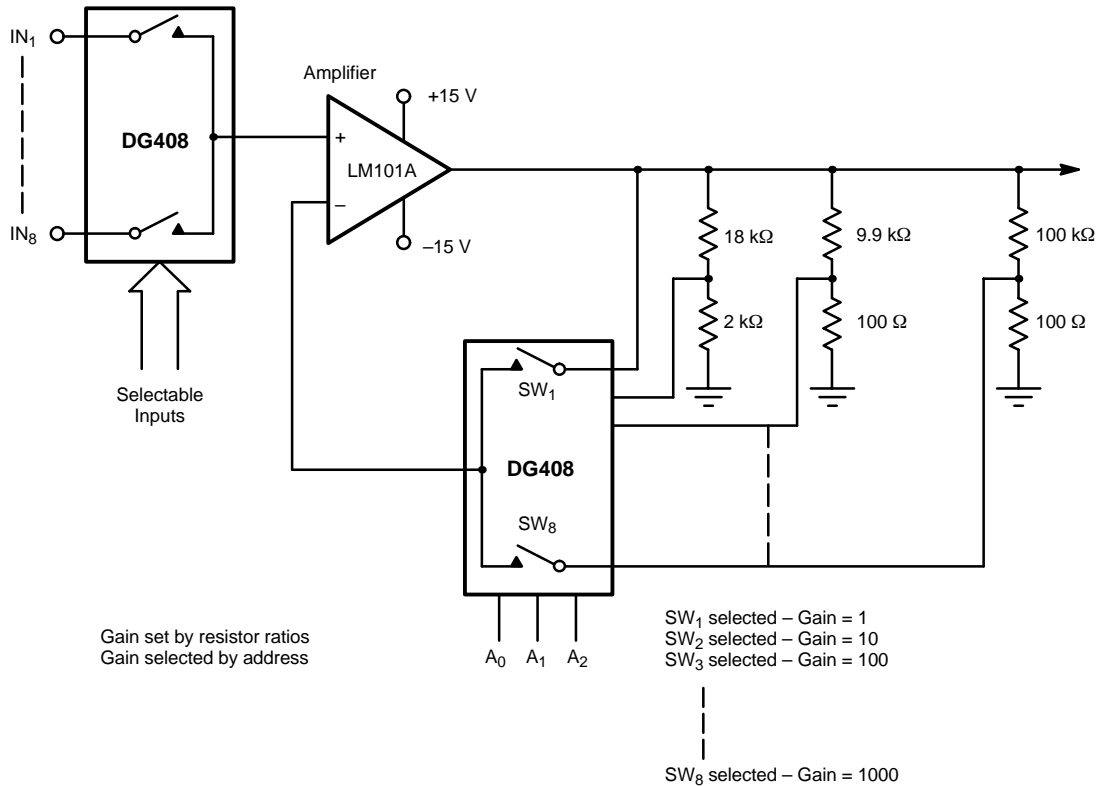 IN1
DG408
IN8
Selectable
Inputs
Amplifier
+15 V
+
LM101A
–
–15 V
18 kΩ
2 kΩ
9.9 kΩ
100 Ω
100 kΩ
100 Ω
SW1
DG408
SW8
A0 A1 A2
Gain set by resistor ratios
Gain selected by address
SW1 selected – Gain = 1
SW2 selected – Gain = 10
SW3 selected – Gain = 100
SW8 selected – Gain = 1000